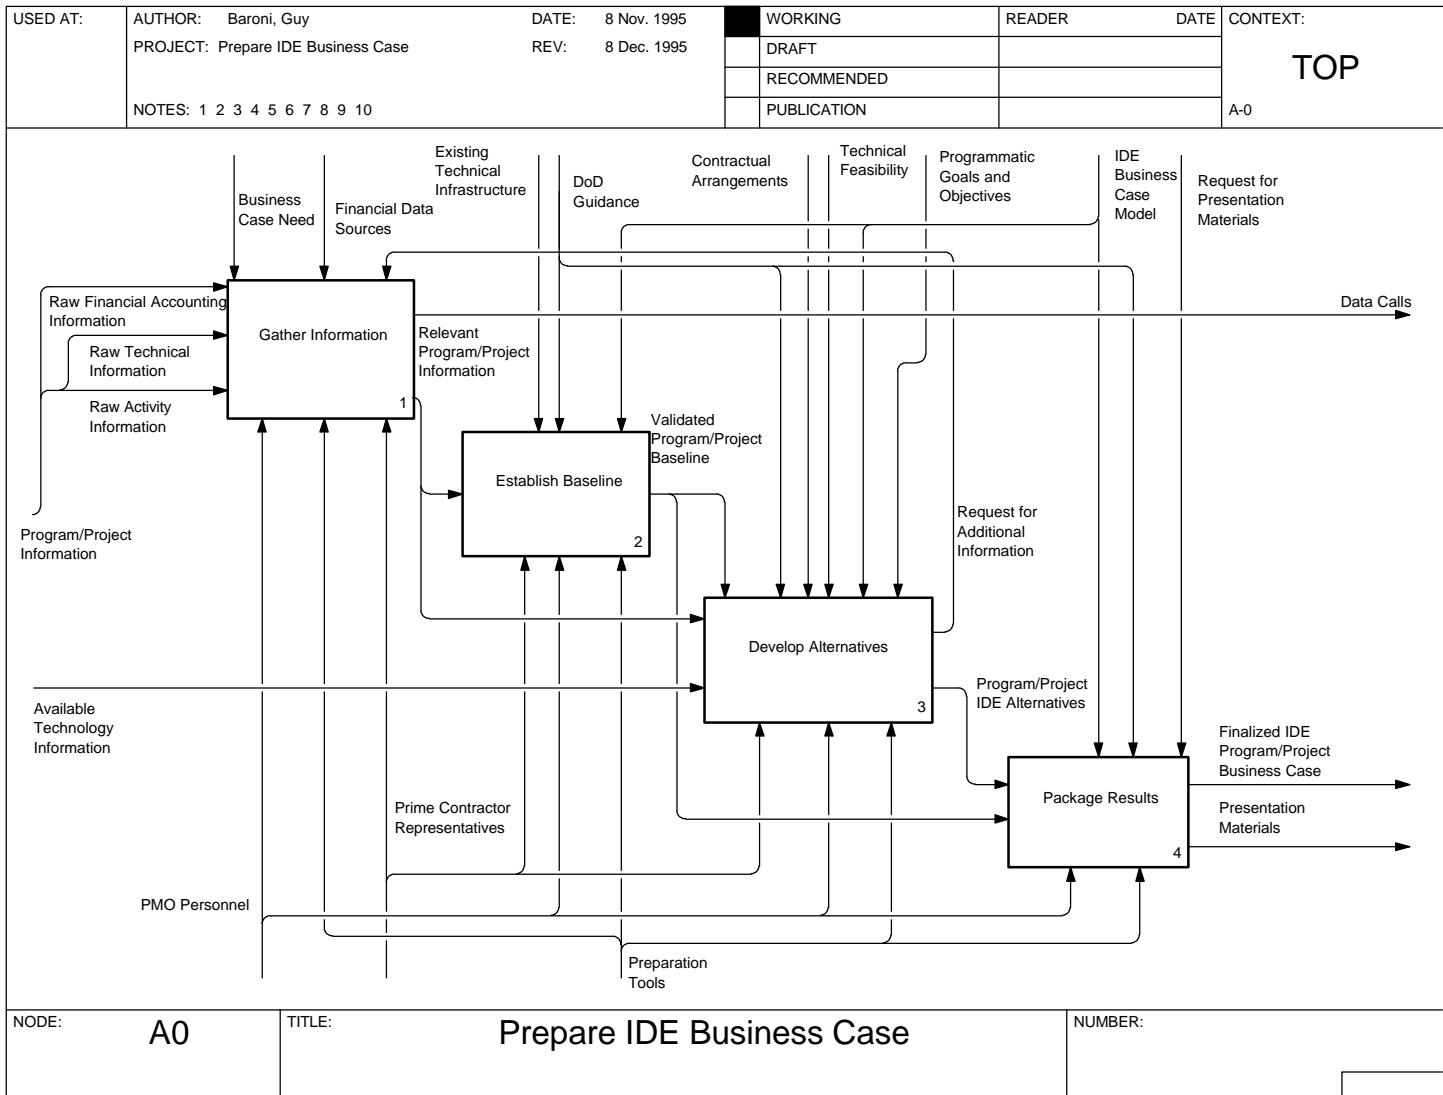 USED AT:
AUTHOR: Baroni, Guy
DATE: 8 Nov. 1995
PROJECT: Prepare IDE Business Case
REV: 8 Dec. 1995
NOTES: 1 2 3 4 5 6 7 8 9 10
WORKING
DRAFT
RECOMMENDED
PUBLICATION
READER DATE
CONTEXT:
TOP
A-0
Business
Case Need
Financial Data
Sources
Existing
Technical
Infrastructure
DoD
Guidance
Contractual
Arrangements
Technical
Feasibility
Programmatic
Goals and
Objectives
IDE
Business
Case
Model
Request for
Presentation
Materials
Raw Financial Accounting
Information
Raw Technical
Information
Raw Activity
Information
Program/Project
Information
Gather Information
1
Relevant
Program/Project
Information
Data Calls
Establish Baseline
2
Validated
Program/Project
Baseline
Request for
Additional
Information
Develop Alternatives
3
Available
Technology
Information
Program/Project
IDE Alternatives
Package Results
4
Finalized IDE
Program/Project
Business Case
Presentation
Materials
Prime Contractor
Representatives
PMO Personnel
Preparation
Tools
NODE:
A0
TITLE:
Prepare IDE Business Case
NUMBER: